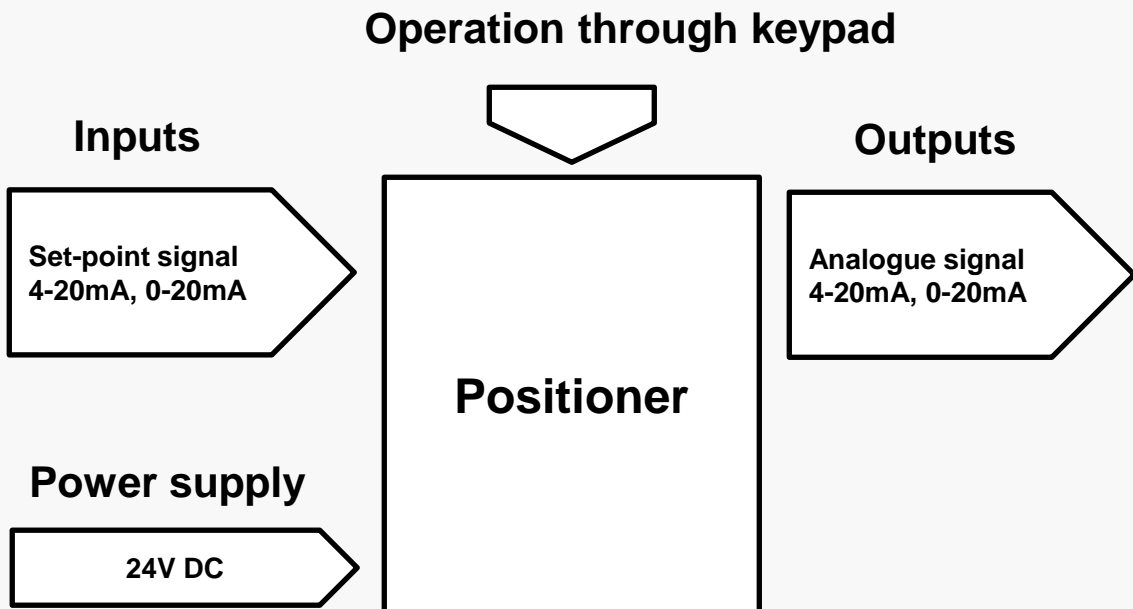 Operation through keypad
Inputs
Outputs
Set-point signal
4-20mA, 0-20mA
Analogue signal
4-20mA, 0-20mA
Positioner
Power supply
24V DC